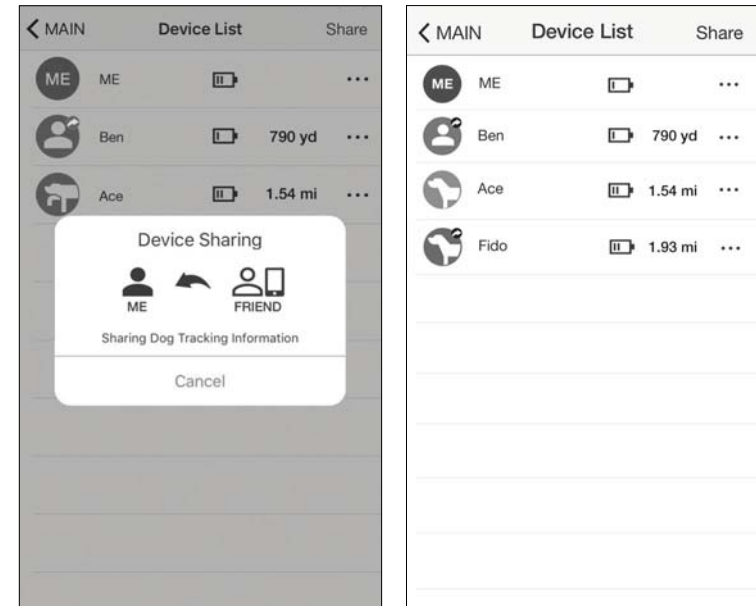 MAIN Device List Share
ME ME
Ben 790 yd
Ace 1.54 mi
Device Sharing
ME FRIEND
Sharing Dog Tracking Information
Cancel
MAIN Device List Share
ME ME
Ben 790 yd
Ace 1.54 mi
Fido 1.93 mi